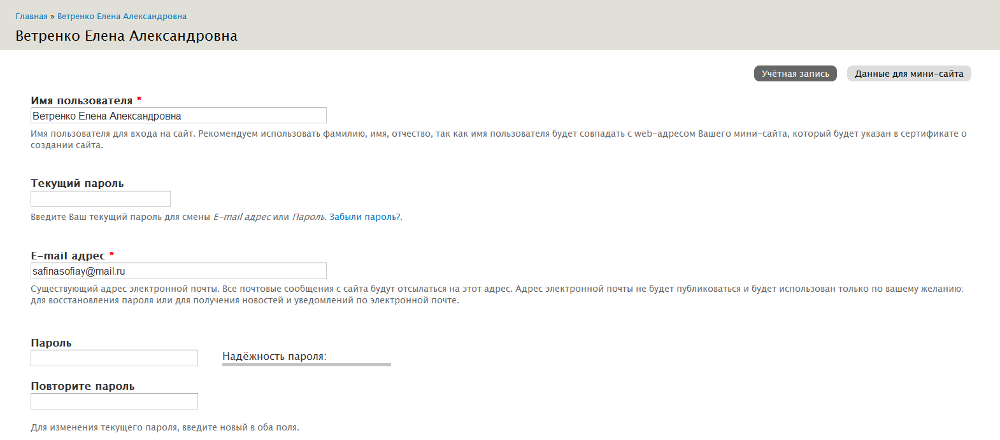 Главная » Ветренко Елена Александровна
Ветренко Елена Александровна
Учётная запись
Данные для мини-сайта
Имя пользователя *
Ветренко Елена Александровна
Имя пользователя для входа на сайт. Рекомендуем использовать фамилию, имя, отчество, так как имя пользователя будет совпадать с web-адресом Вашего мини-сайта, который будет указан в сертификате о
создании сайта.
Текущий пароль
Введите Ваш текущий пароль для смены E-mail адрес или Пароль. Забыли пароль?.
E-mail адрес *
safinasofiay@mail.ru
Существующий адрес электронной почты. Все почтовые сообщения с сайта будут отсылаться на этот адрес. Адрес электронной почты не будет публиковаться и будет использован только по вашему желанию:
для восстановления пароля или для получения новостей и уведомлений по электронной почте.
Пароль
Надёжность пароля:
Повторите пароль
Для изменения текущего пароля, введите новый в оба поля.